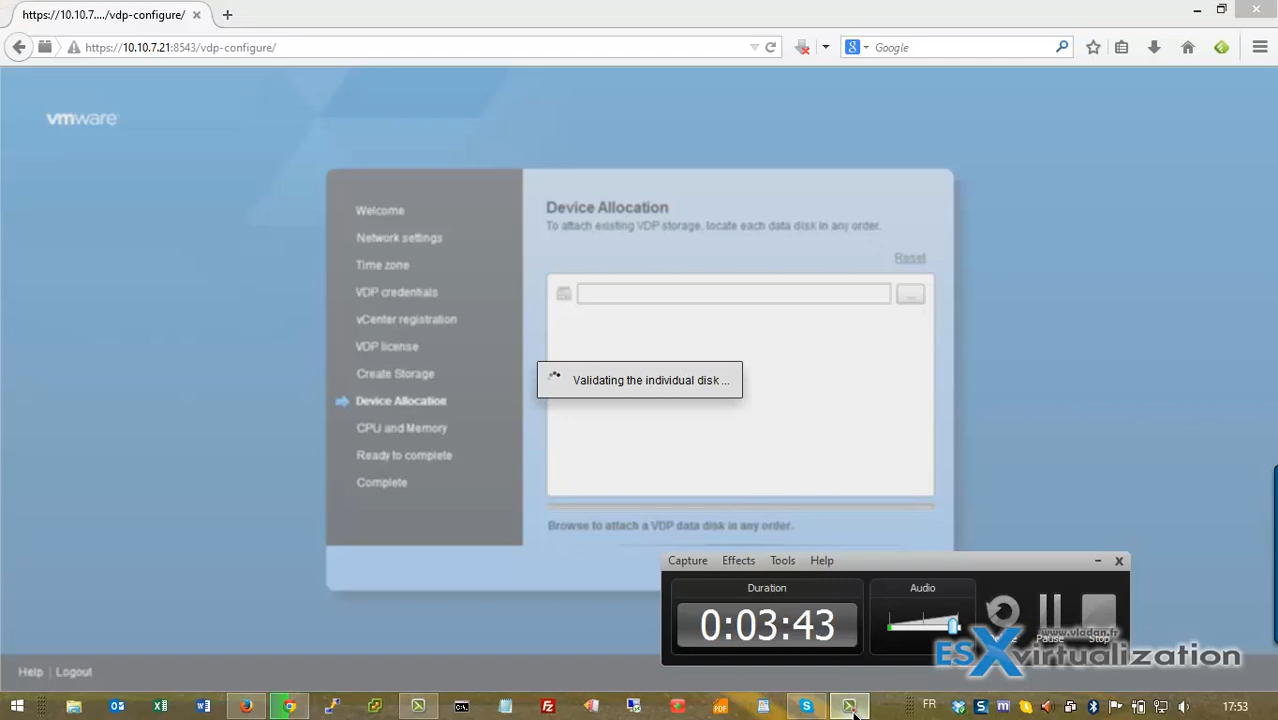 https://10.10.7..../vdp-configure/
https://10.10.7.21:8543/vdp-configure/
Google
vmware
Welcome
Network settings
Time zone
VDP credentials
vCenter registration
VDP license
Create Storage
Device Allocation
CPU and Memory
Ready to complete
Complete
Device Allocation
To attach existing VDP storage, locate each data disk in any order.
Reset
...
Validating the individual disk ...
Browse to attach a VDP data disk in any order.
Capture Effects Tools Help
Duration
0:03:43
Audio
Pause
Stop
www.vladan.fr
ESXvirtualization
Help Logout
FR
17:53